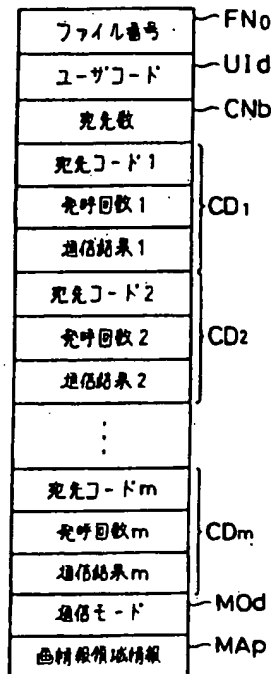 ファイル番号 FNo
ユーザコード UId
宛先数 CNb
宛先コード1
発呼回数1 CD1
通信結果1
宛先コード2
発呼回数2 CD2
通信結果2
⋮
宛先コードm
発呼回数m CDm
通信結果m
通信モード MOd
画情報領域情報 MAp